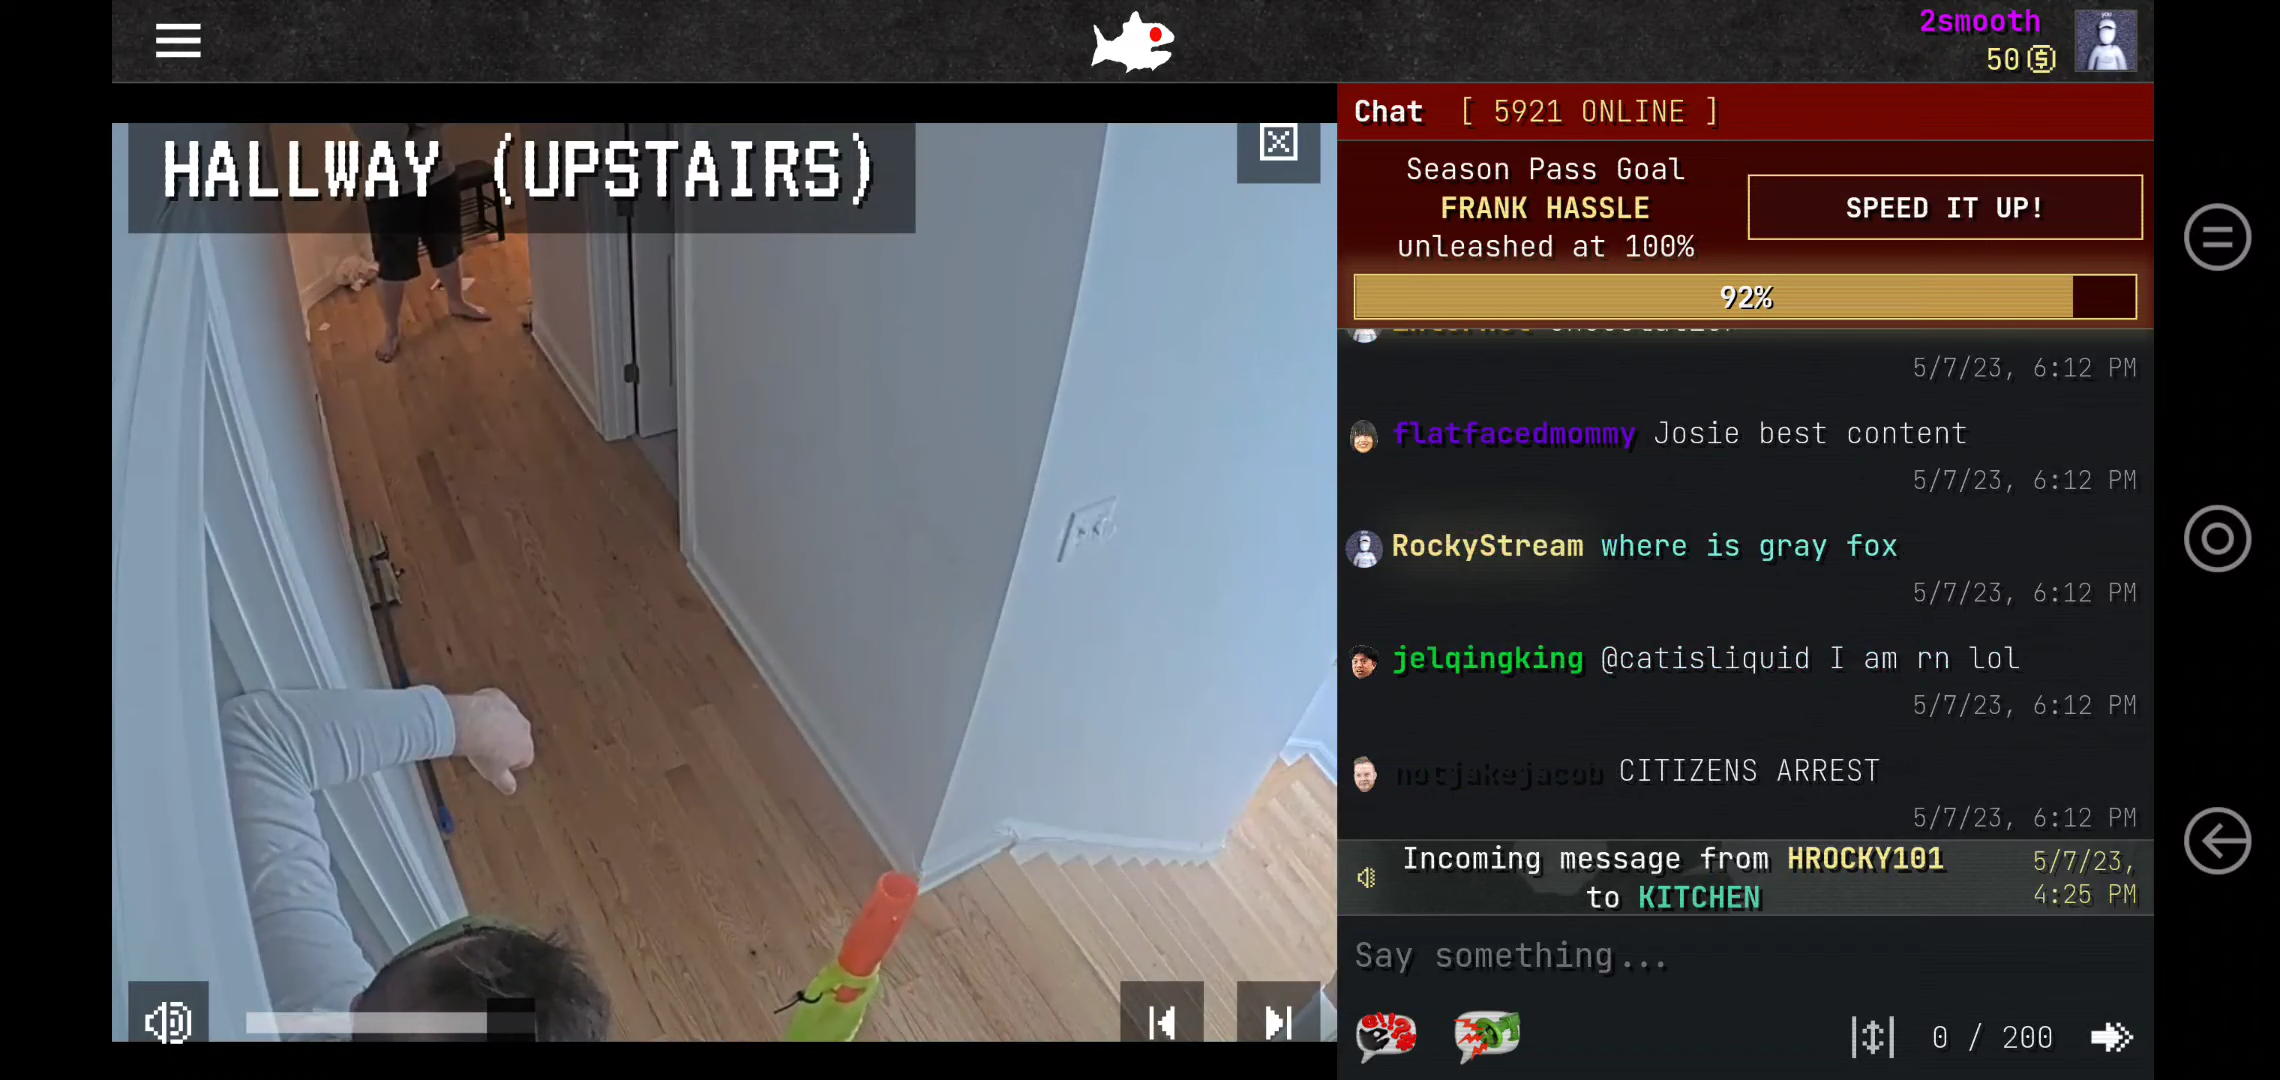 2smooth
50
HALLWAY (UPSTAIRS)
Chat [ 5921 ONLINE ]
Season Pass Goal
FRANK HASSLE
unleashed at 100%
SPEED IT UP!
92%
5/7/23, 6:12 PM
flatfacedmommy Josie best content
5/7/23, 6:12 PM
RockyStream where is gray fox
5/7/23, 6:12 PM
jelqingking @catisliquid I am rn lol
5/7/23, 6:12 PM
notjakejacob CITIZENS ARREST
5/7/23, 6:12 PM
Incoming message from HROCKY101
to KITCHEN
5/7/23,
4:25 PM
Say something...
0 / 200